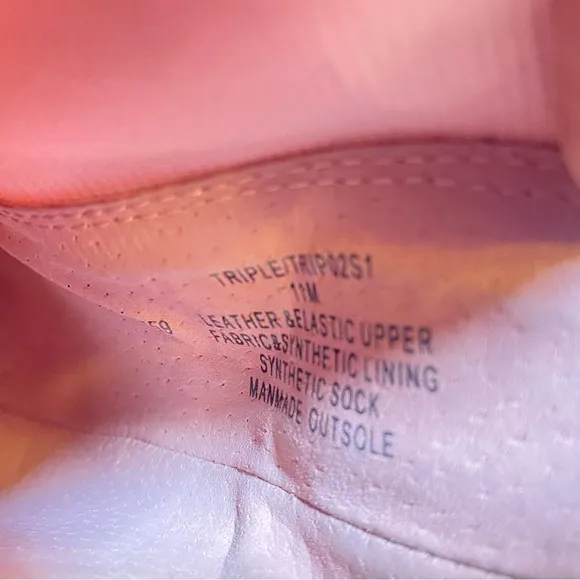 TRIPLE/TRIP02S1
11M
LEATHER &ELASTIC UPPER
FABRIC&SYNTHETIC LINING
SYNTHETIC SOCK
MANMADE OUTSOLE